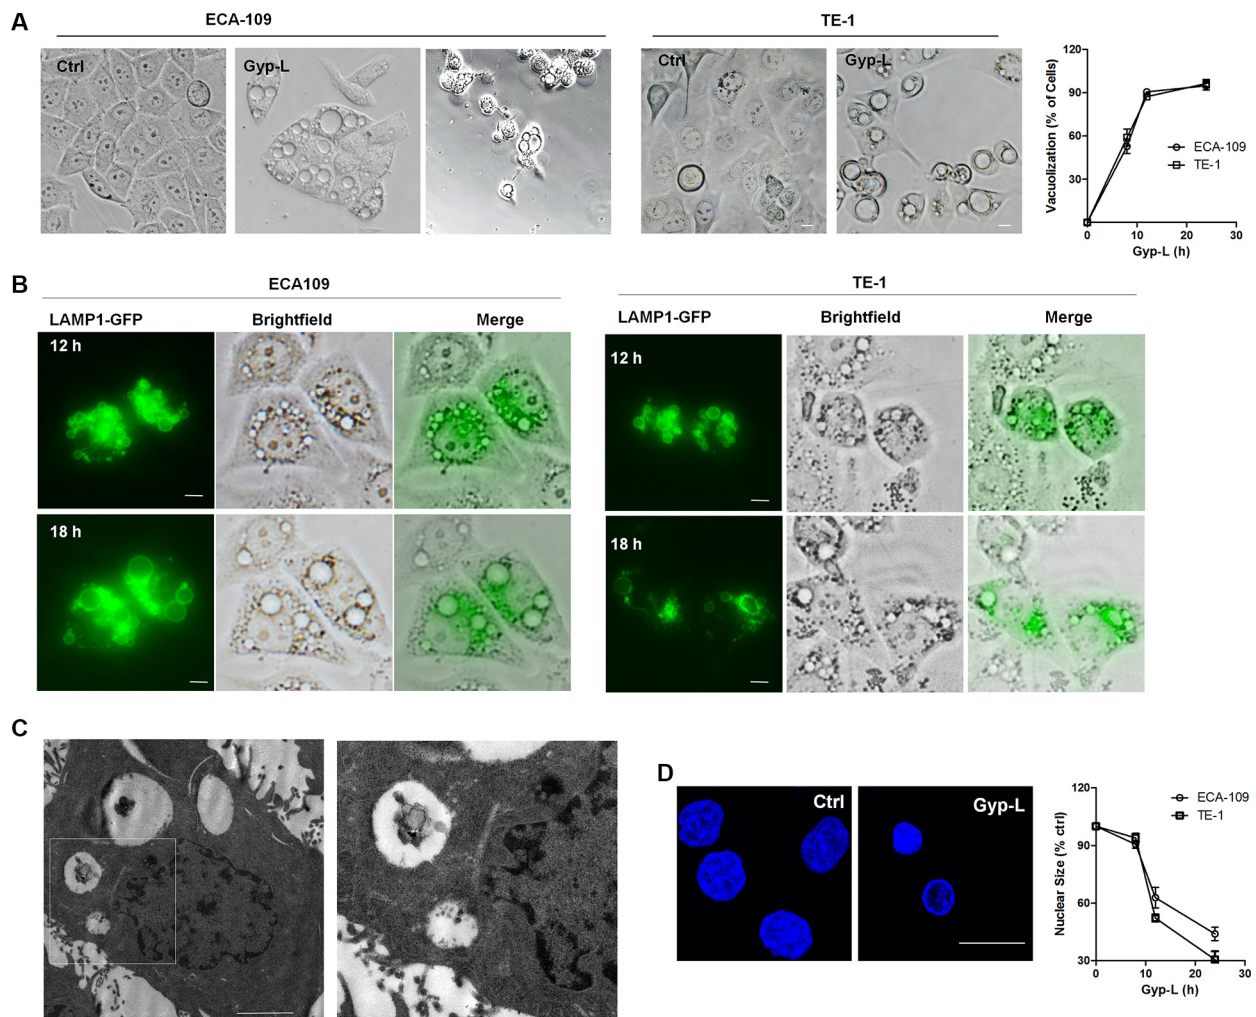 A
ECA-109
TE-1
Ctrl
Gyp-L
Ctrl
Gyp-L
Vacuolization (% of Cells)
120
90
60
30
0
10
20
30
Gyp-L (h)
ECA-109
TE-1
B
ECA109
TE-1
LAMP1-GFP
Brightfield
Merge
LAMP1-GFP
Brightfield
Merge
12 h
12 h
18 h
18 h
C
D
Ctrl
Gyp-L
Nuclear Size (% ctrl)
120
90
60
30
0
10
20
30
Gyp-L (h)
ECA-109
TE-1